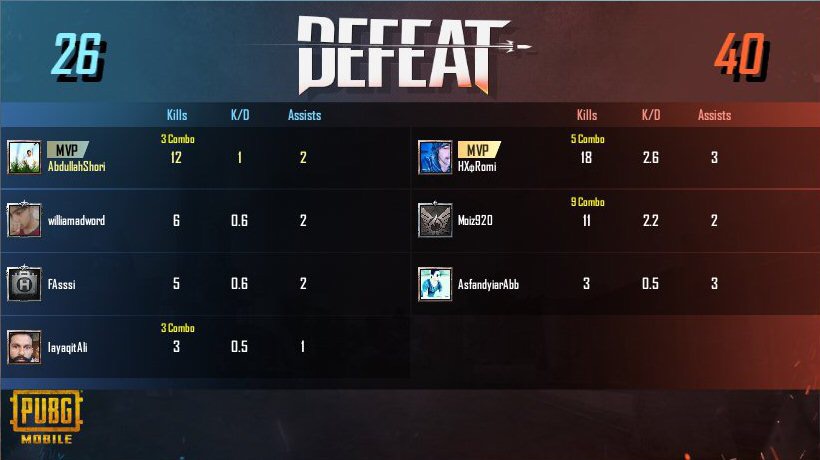 26
DEFEAT
40
Kills K/D Assists
Kills K/D Assists
MVP
AbdullahShori
3 Combo
12 1 2
MVP
HXφRomi
5 Combo
18 2.6 3
williamadword 6 0.6 2
Moiz920
9 Combo
11 2.2 2
FAsssi 5 0.6 2
AsfandyiarAbb 3 0.5 3
layaqitAli
3 Combo
3 0.5 1
PUBG
MOBILE